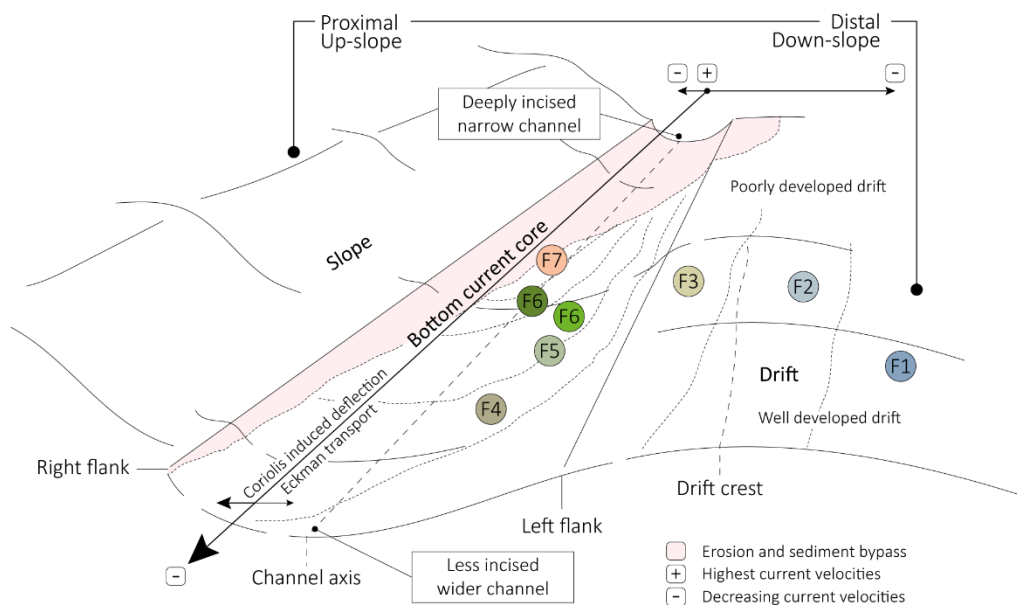 Proximal
Up-slope
Distal
Down-slope
- + -
Deeply incised
narrow channel
Poorly developed drift
Slope
Bottom current core
F7
F6
F6
F5
F4
F3
F2
F1
Drift
Well developed drift
Coriolis induced deflection
Eckman transport
Right flank
Drift crest
Left flank
-
Channel axis
Less incised
wider channel
Erosion and sediment bypass
+ Highest current velocities
- Decreasing current velocities